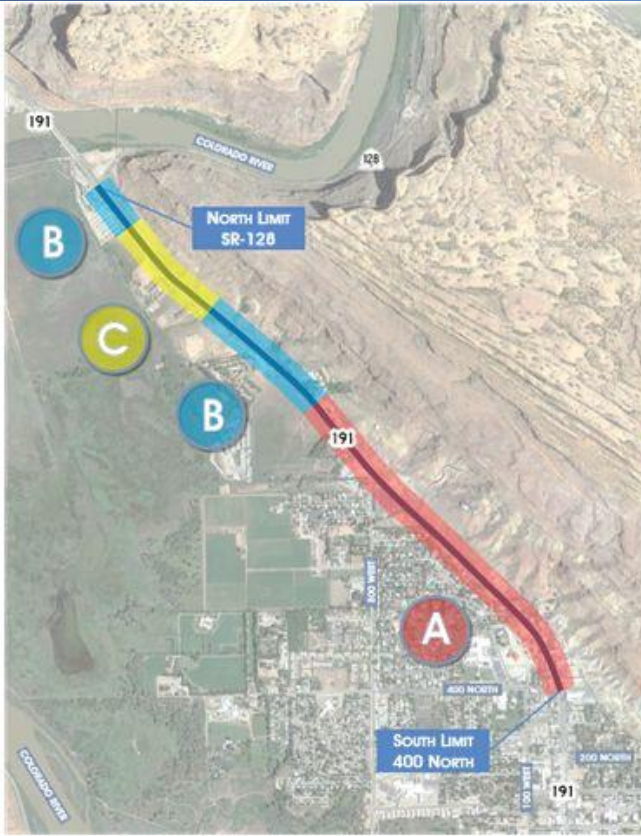 191
COLORADO RIVER
128
NORTH LIMIT
SR-128
B
C
B
191
500 WEST
A
400 NORTH
SOUTH LIMIT
400 NORTH
200 NORTH
COLORADO RIVER
100 WEST
191